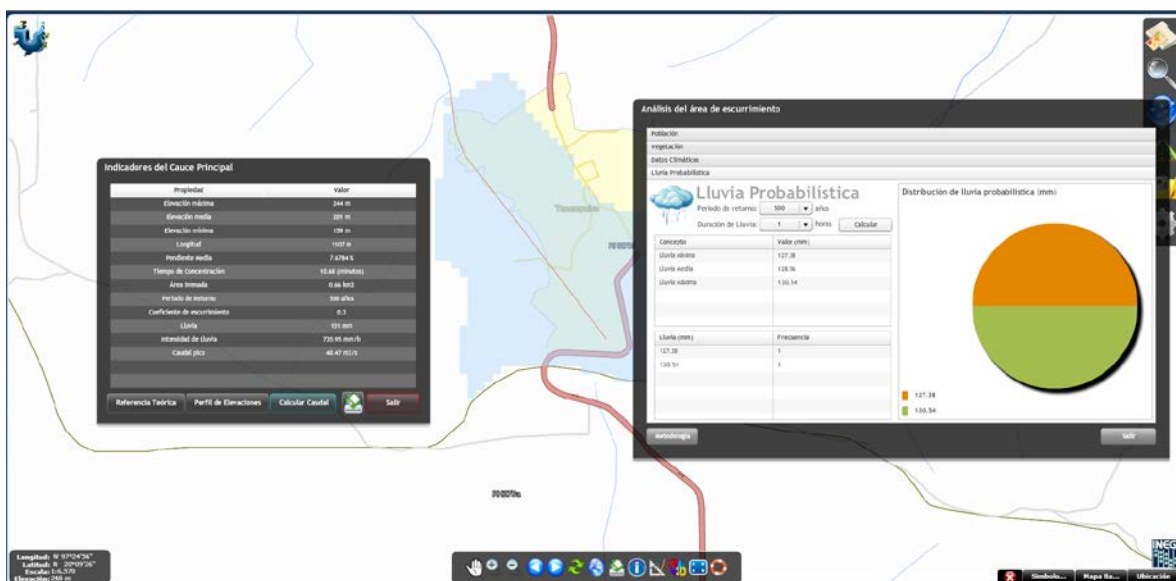 Indicadores del Cauce Principal
Propiedad Valor
Elevación máxima 244 m
Elevación media 201 m
Elevación mínima 159 m
Longitud 1107 m
Pendiente Media 7.6784 %
Tiempo de Concentración 10.68 (minutos)
Área Drenada 0.66 km2
Periodo de Retorno 500 años
Coeficiente de escurrimiento 0.3
Lluvia 131 mm
Intensidad de Lluvia 735.95 mm/h
Caudal pico 40.47 m3/s
Referencia Teórica Perfil de Elevaciones Calcular Caudal Salir
Análisis del área de escurrimiento
Población
Vegetación
Datos Climáticos
Lluvia Probabilística
Lluvia Probabilística
Periodo de retorno: 500 años
Duración de Lluvia: 1 horas Calcular
Concepto Valor (mm)
Lluvia mínima 127.38
Lluvia media 128.96
Lluvia máxima 130.54
Lluvia (mm) Frecuencia
127.38 1
130.54 1
Distribución de lluvia probabilística (mm)
127.38
130.54
Metodología Salir
Longitud: W 97°24'56"
Latitud: N 20°09'26"
Escala: 1:6,570
Elevación: 248 m
INEG
Simbolo... Mapa Ba... Ubicación